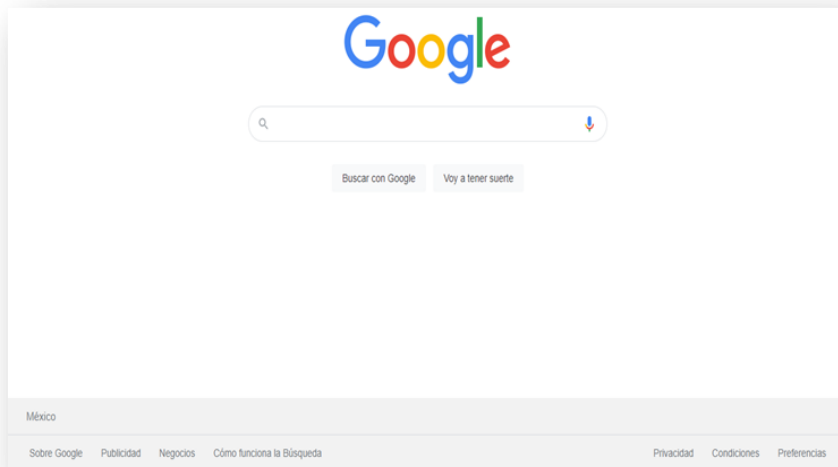 Google
Buscar con Google Voy a tener suerte
México
Sobre Google Publicidad Negocios Cómo funciona la Búsqueda Privacidad Condiciones Preferencias